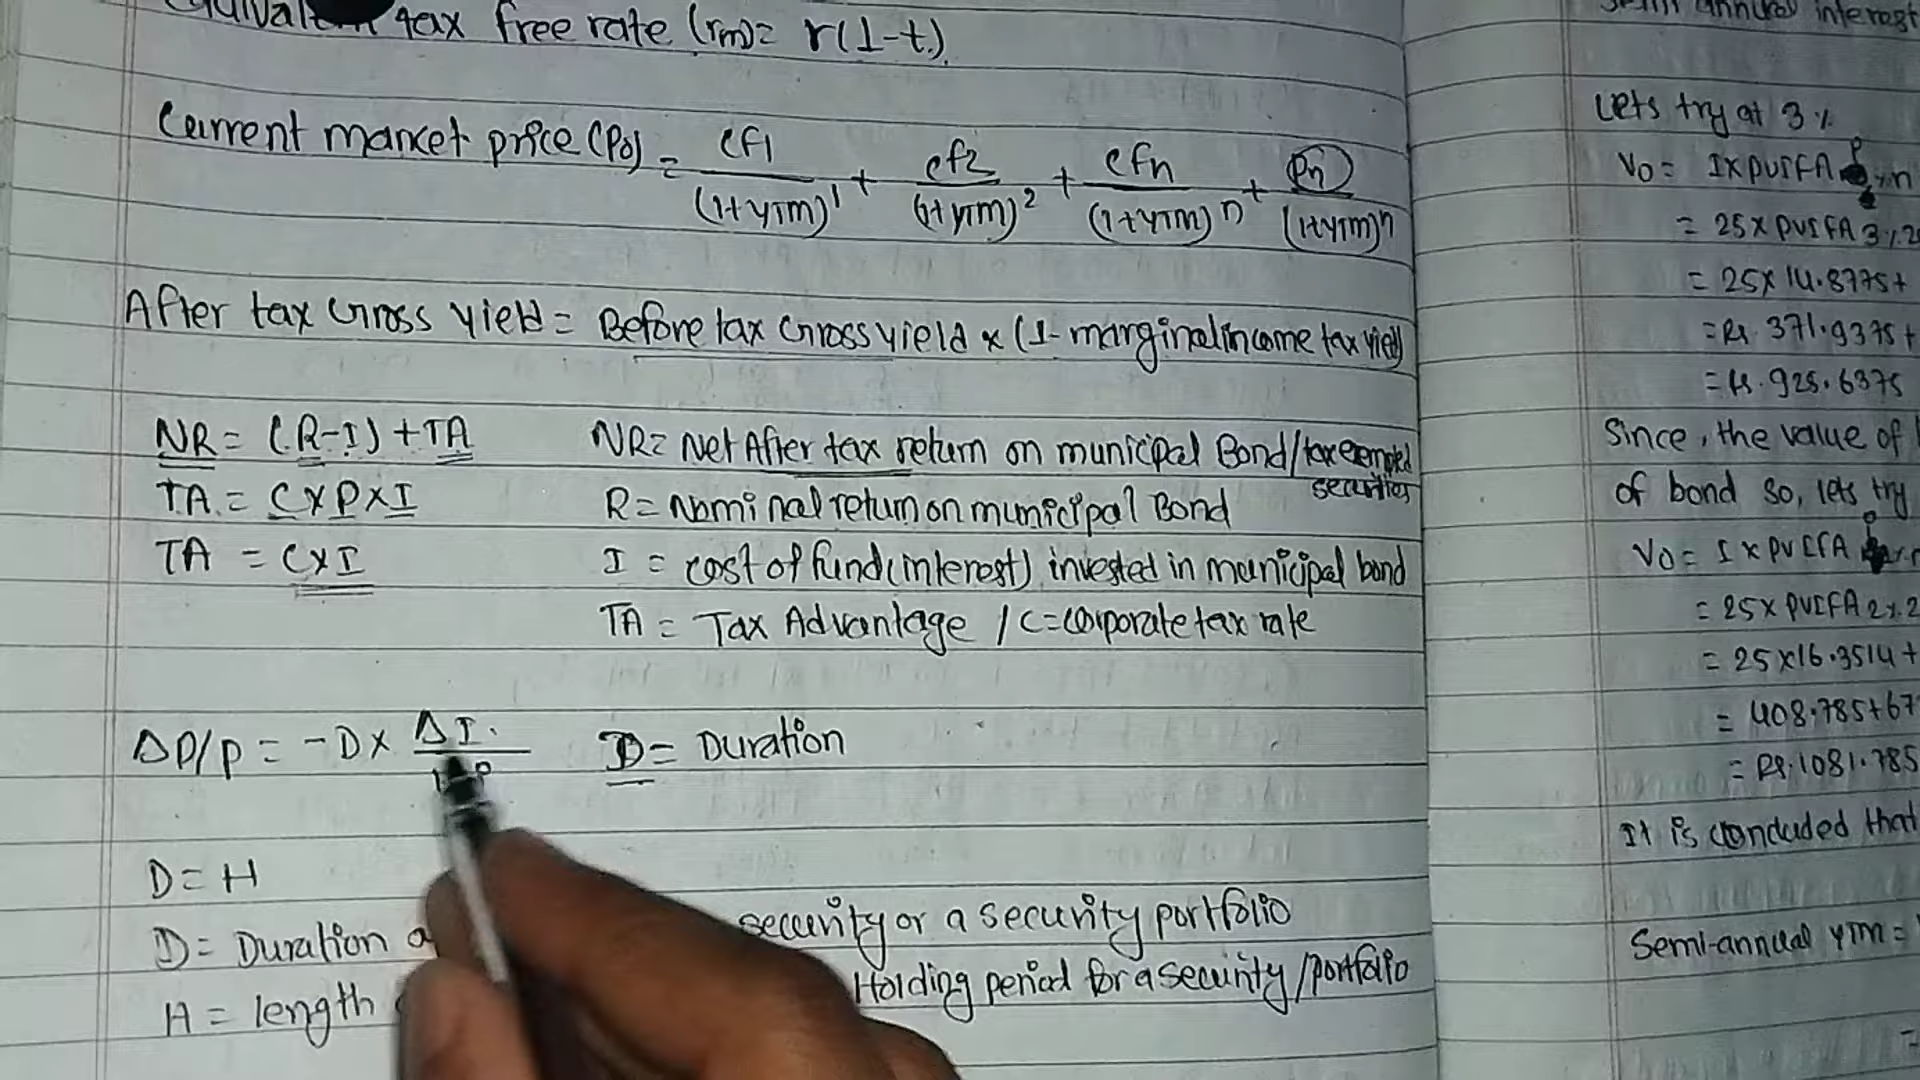 tax free rate (rm)= r(1-t).
Current market price (P0) = CF1/(1+YTM)^1 + CF2/(1+YTM)^2 + CFn/(1+YTM)^n + Pn/(1+YTM)^n
After tax Gross yield = Before tax Gross yield × (1-marginal income tax yield)
NR = (R-I) + TA
NR = Net After tax return on municipal Bond/tax exempted securities
TA = C×P×I
R = Nominal return on municipal Bond
TA = C×I
I = cost of fund (interest) invested in municipal bond
TA = Tax Advantage / C = corporate tax rate
ΔP/P = -D × ΔI
D = Duration
D = H
D = Duration
security or a security portfolio
H = length
Holding period for a security/portfolio
annual interest
Lets try at 3%
V0 = I×PVIFA
= 25×PVIFA 3%,2
= 25×14.8775+
= Rs. 371.9375+
= Rs. 925.6375
Since, the value of
of bond so, lets try
V0 = I×PVIFA
= 25×PVIFA 2%,2
= 25×16.3514+
= 408.785+67
= Rs. 1081.785
It is concluded that
Semi-annual YTM =
=